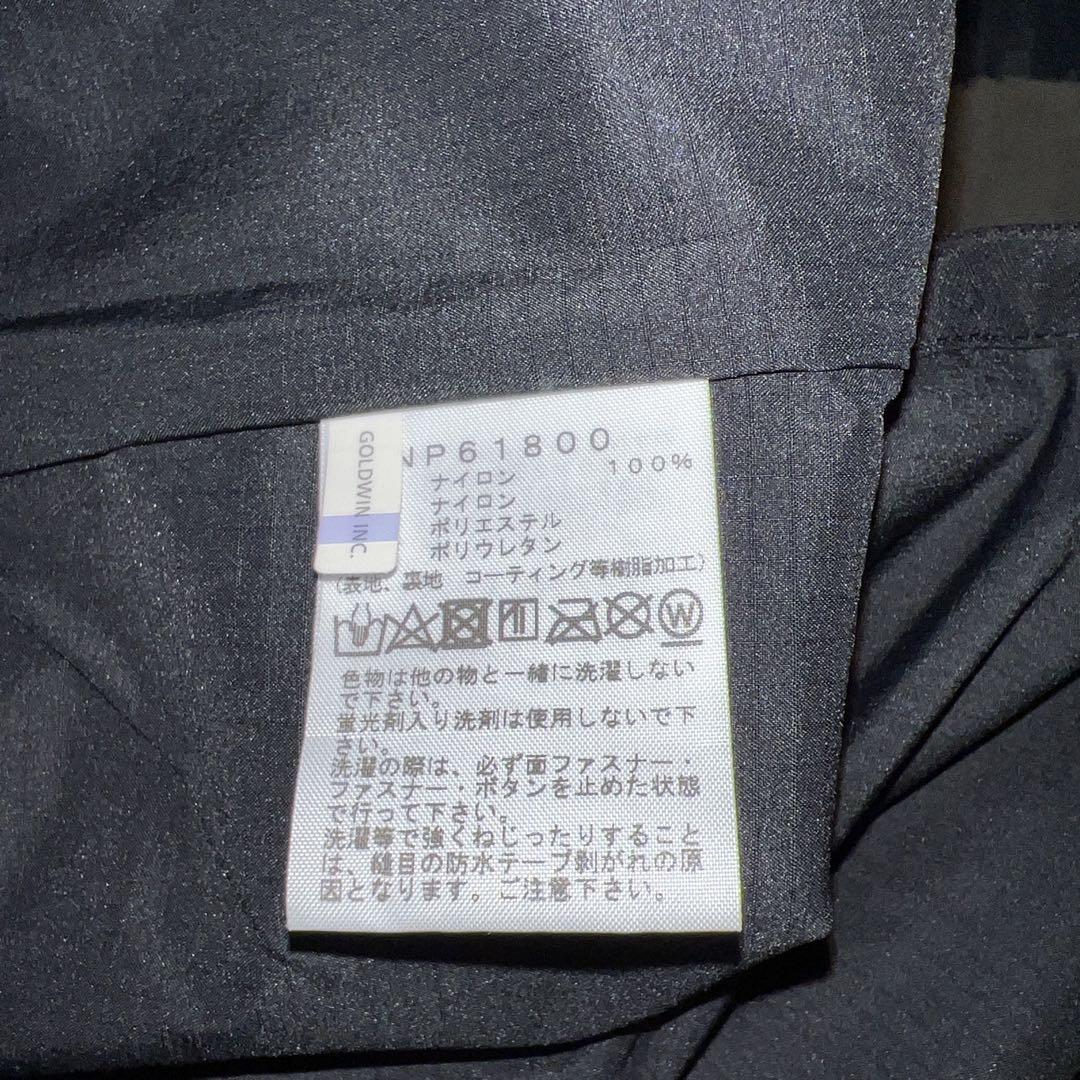 NP61800
ナイロン 100%
ナイロン
ポリエステル
ポリウレタン
(表地、裏地 コーティング等樹脂加工)
W
色物は他の物と一緒に洗濯しない
で下さい。
蛍光剤入り洗剤は使用しないで下
さい。
洗濯の際は、必ず面ファスナー・
ファスナー・ボタンを止めた状態
で行って下さい。
洗濯等で強くねじったりすること
は、縫目の防水テープ剥がれの原
因となります。ご注意下さい。
GOLDWIN INC.